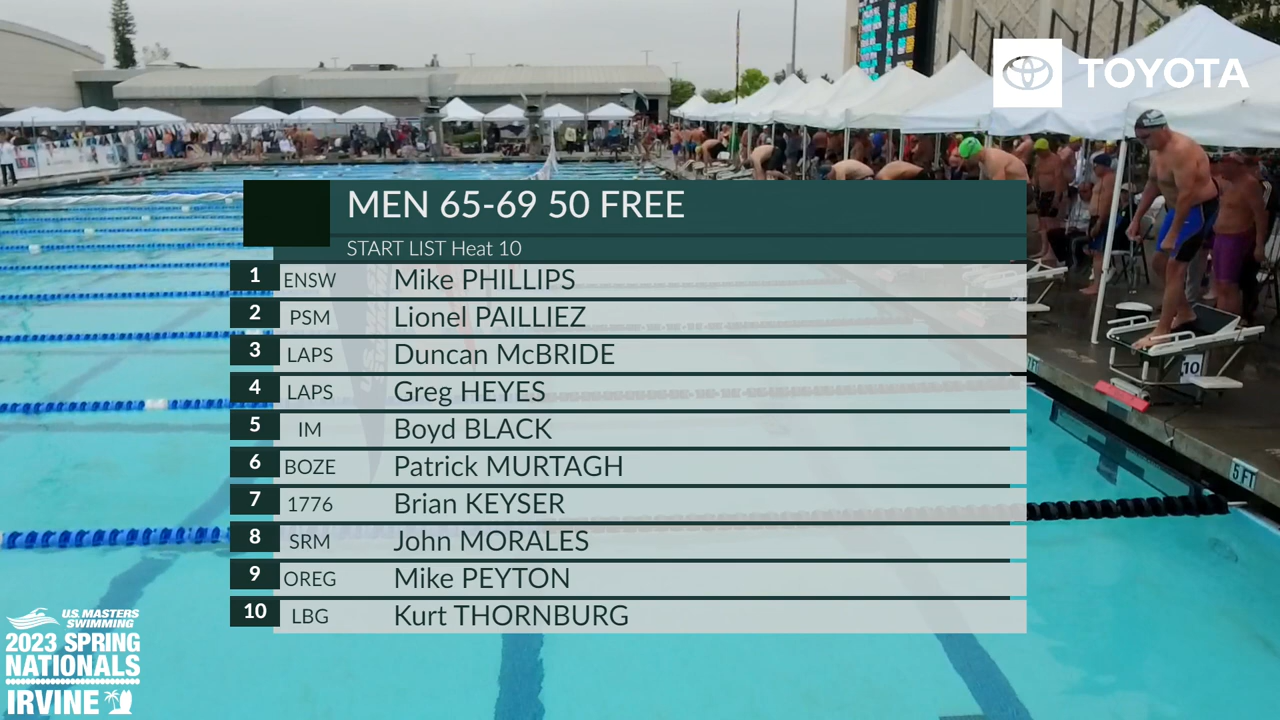 TOYOTA
MEN 65-69 50 FREE
START LIST Heat 10
1 ENSW Mike PHILLIPS
2 PSM Lionel PAILLIEZ
3 LAPS Duncan McBRIDE
4 LAPS Greg HEYES
5 IM Boyd BLACK
6 BOZE Patrick MURTAGH
7 1776 Brian KEYSER
8 SRM John MORALES
9 OREG Mike PEYTON
10 LBG Kurt THORNBURG
10
5 FT
U.S. MASTERS
SWIMMING
2023 SPRING
NATIONALS
IRVINE